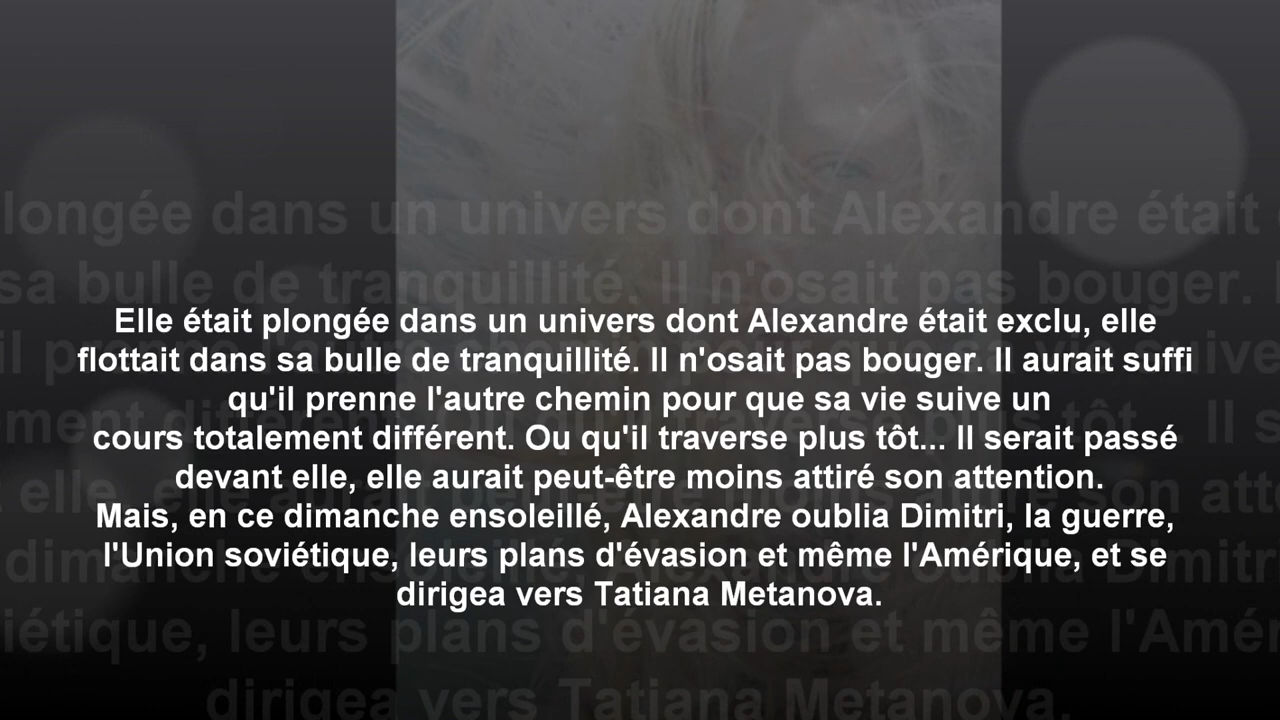 Elle était plongée dans un univers dont Alexandre était exclu, elle
flottait dans sa bulle de tranquillité. Il n'osait pas bouger. Il aurait suffi
qu'il prenne l'autre chemin pour que sa vie suive un
cours totalement différent. Ou qu'il traverse plus tôt... Il serait passé
devant elle, elle aurait peut-être moins attiré son attention.
Mais, en ce dimanche ensoleillé, Alexandre oublia Dimitri, la guerre,
l'Union soviétique, leurs plans d'évasion et même l'Amérique, et se
dirigea vers Tatiana Metanova.